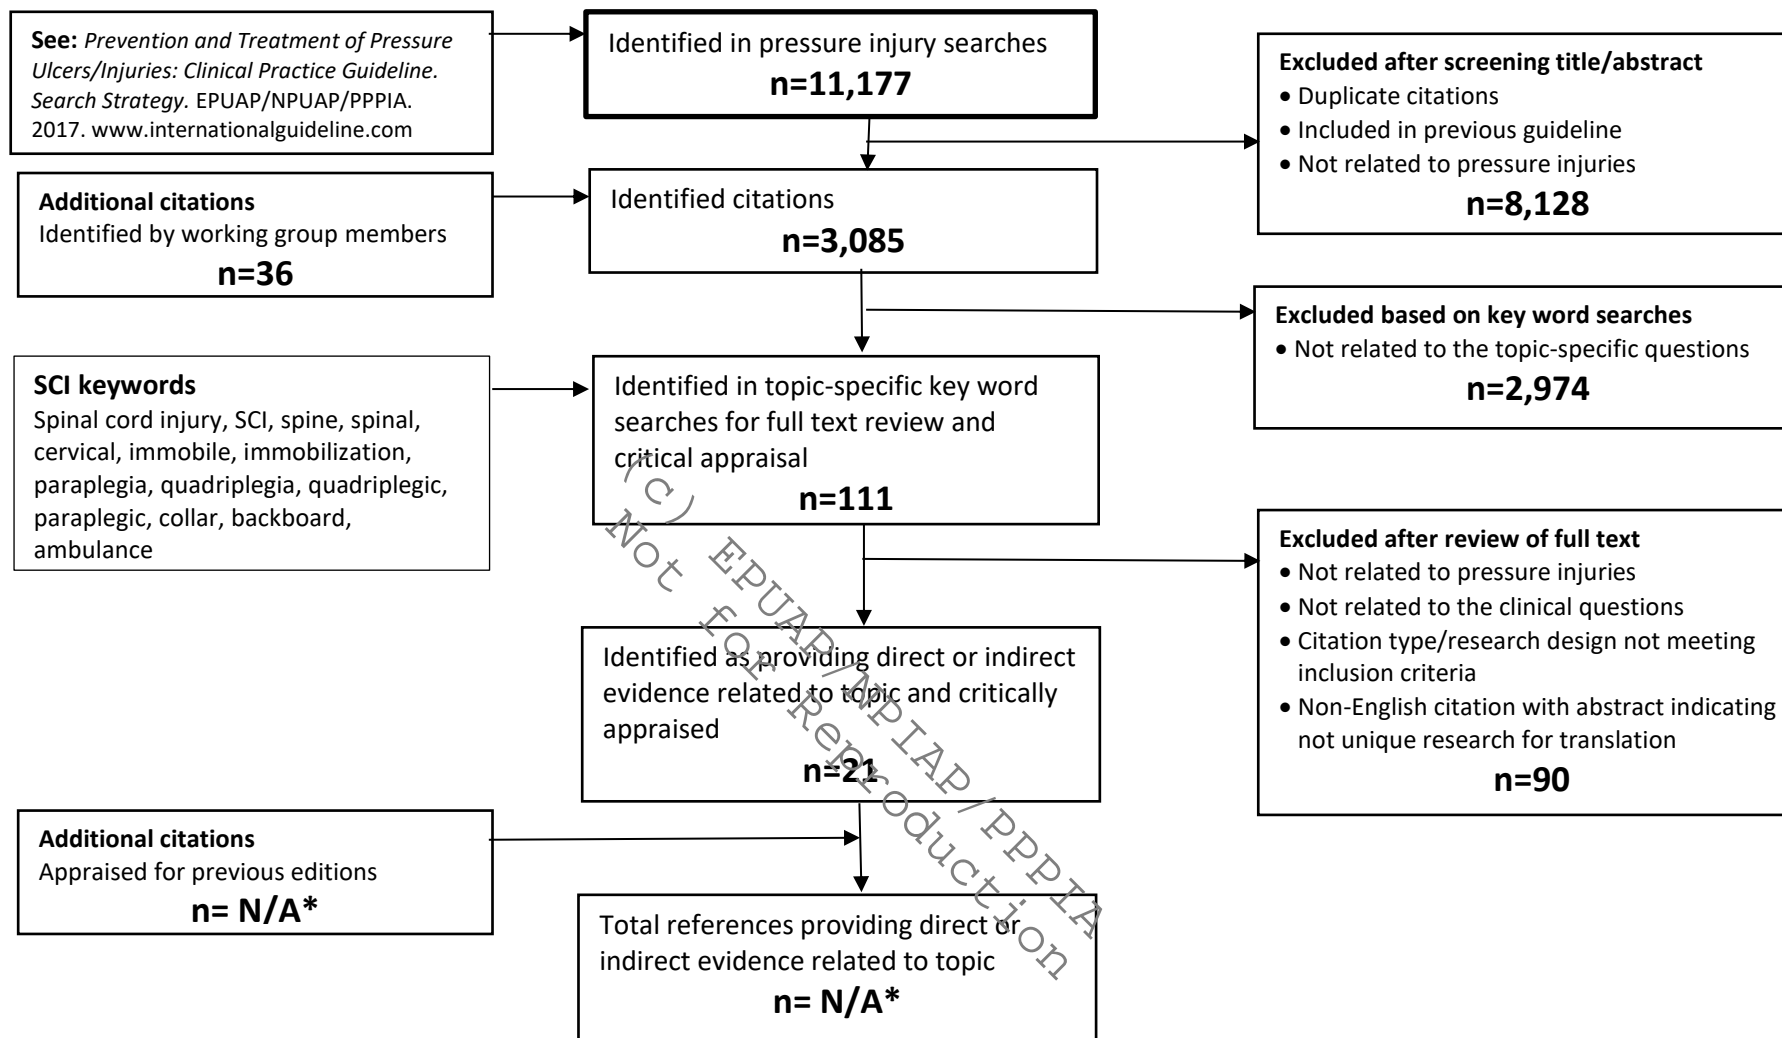 See: Prevention and Treatment of Pressure
Ulcers/Injuries: Clinical Practice Guideline.
Search Strategy. EPUAP/NPUAP/PPPIA.
2017. www.internationalguideline.com
Identified in pressure injury searches
n=11,177
Excluded after screening title/abstract
• Duplicate citations
• Included in previous guideline
• Not related to pressure injuries
n=8,128
Additional citations
Identified by working group members
n=36
Identified citations
n=3,085
Excluded based on key word searches
• Not related to the topic-specific questions
n=2,974
SCI keywords
Spinal cord injury, SCI, spine, spinal,
cervical, immobile, immobilization,
paraplegia, quadriplegia, quadriplegic,
paraplegic, collar, backboard,
ambulance
Identified in topic-specific key word
searches for full text review and
critical appraisal
n=111
Excluded after review of full text
• Not related to pressure injuries
• Not related to the clinical questions
• Citation type/research design not meeting
inclusion criteria
• Non-English citation with abstract indicating
not unique research for translation
n=90
Identified as providing direct or indirect
evidence related to topic and critically
appraised
n=21
Additional citations
Appraised for previous editions
n= N/A*
Total references providing direct or
indirect evidence related to topic
n= N/A*
(c) EPUAP/NPIAP/PPPIA
Not for Reproduction